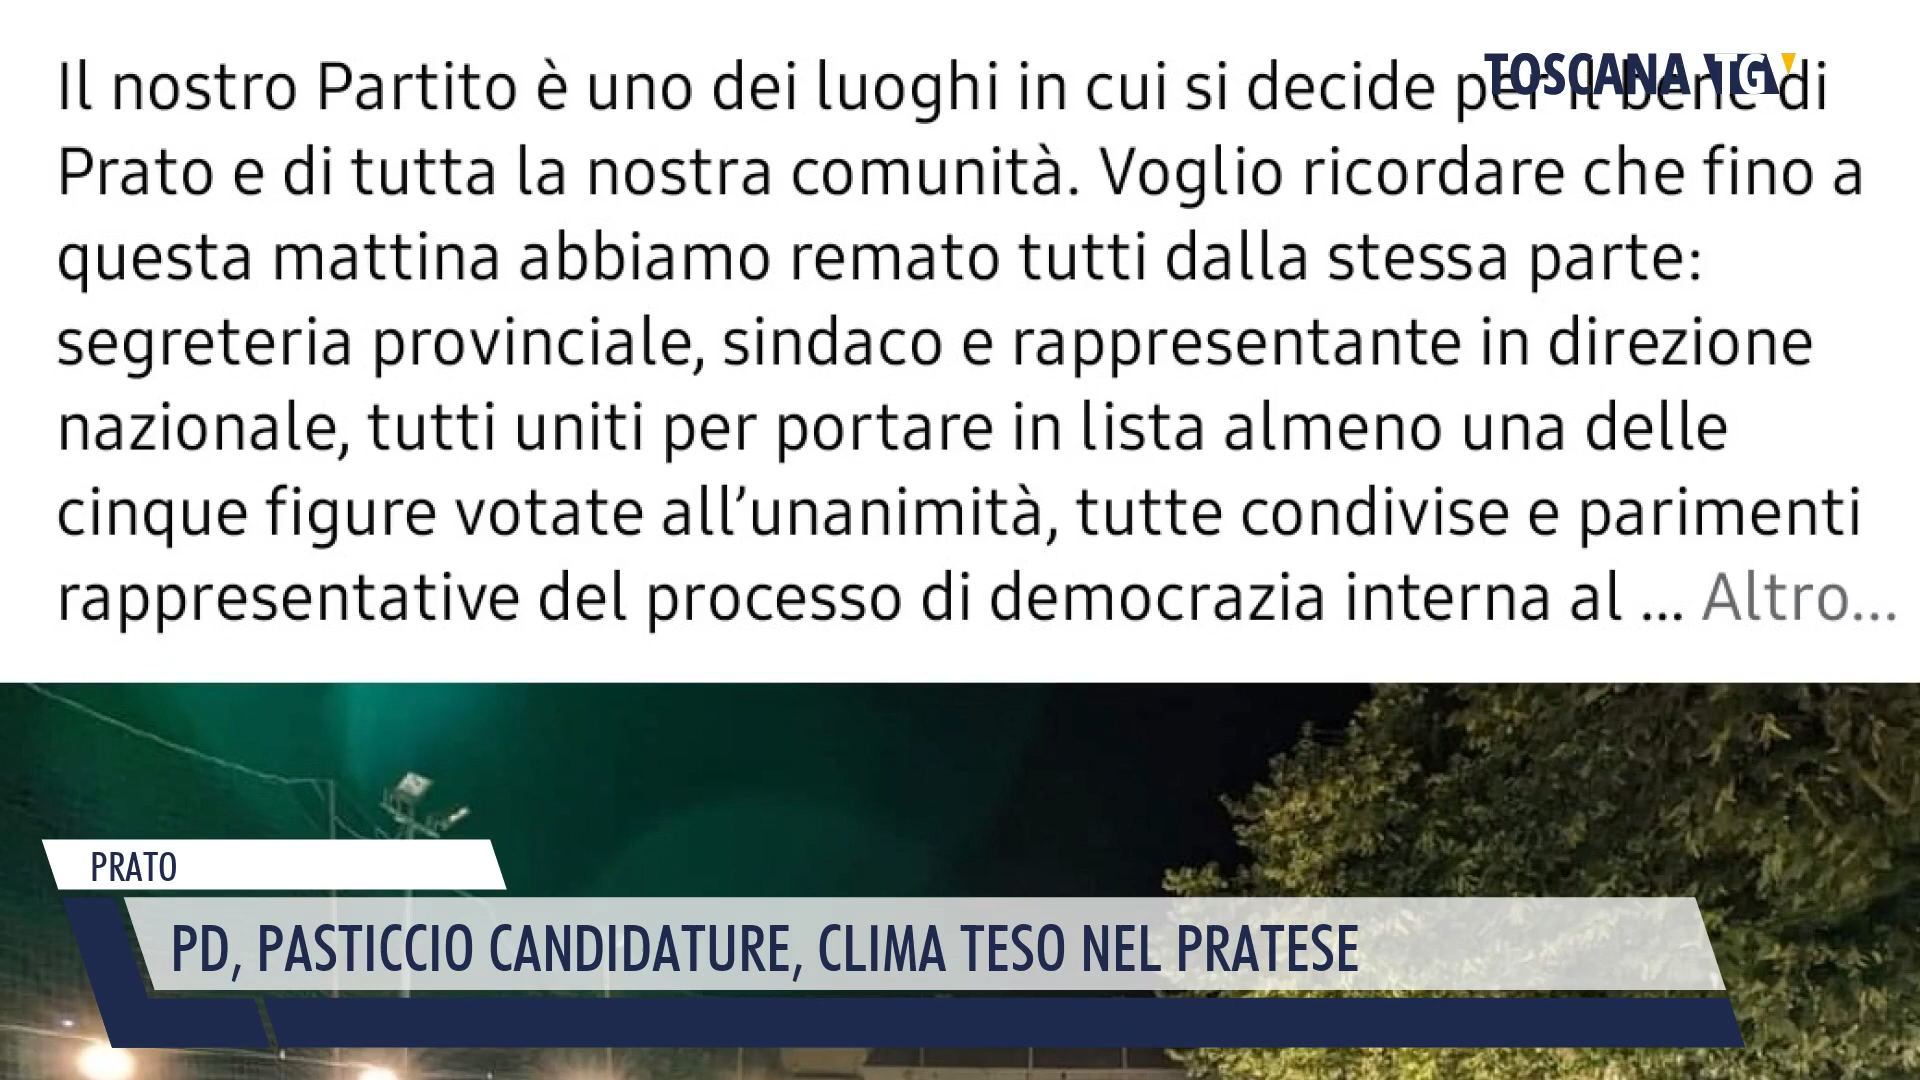 Il nostro Partito è uno dei luoghi in cui si decide per il bene di
TOSCANA TG
Prato e di tutta la nostra comunità. Voglio ricordare che fino a
questa mattina abbiamo remato tutti dalla stessa parte:
segreteria provinciale, sindaco e rappresentante in direzione
nazionale, tutti uniti per portare in lista almeno una delle
cinque figure votate all’unanimità, tutte condivise e parimenti
rappresentative del processo di democrazia interna al ... Altro...
PRATO
PD, PASTICCIO CANDIDATURE, CLIMA TESO NEL PRATESE